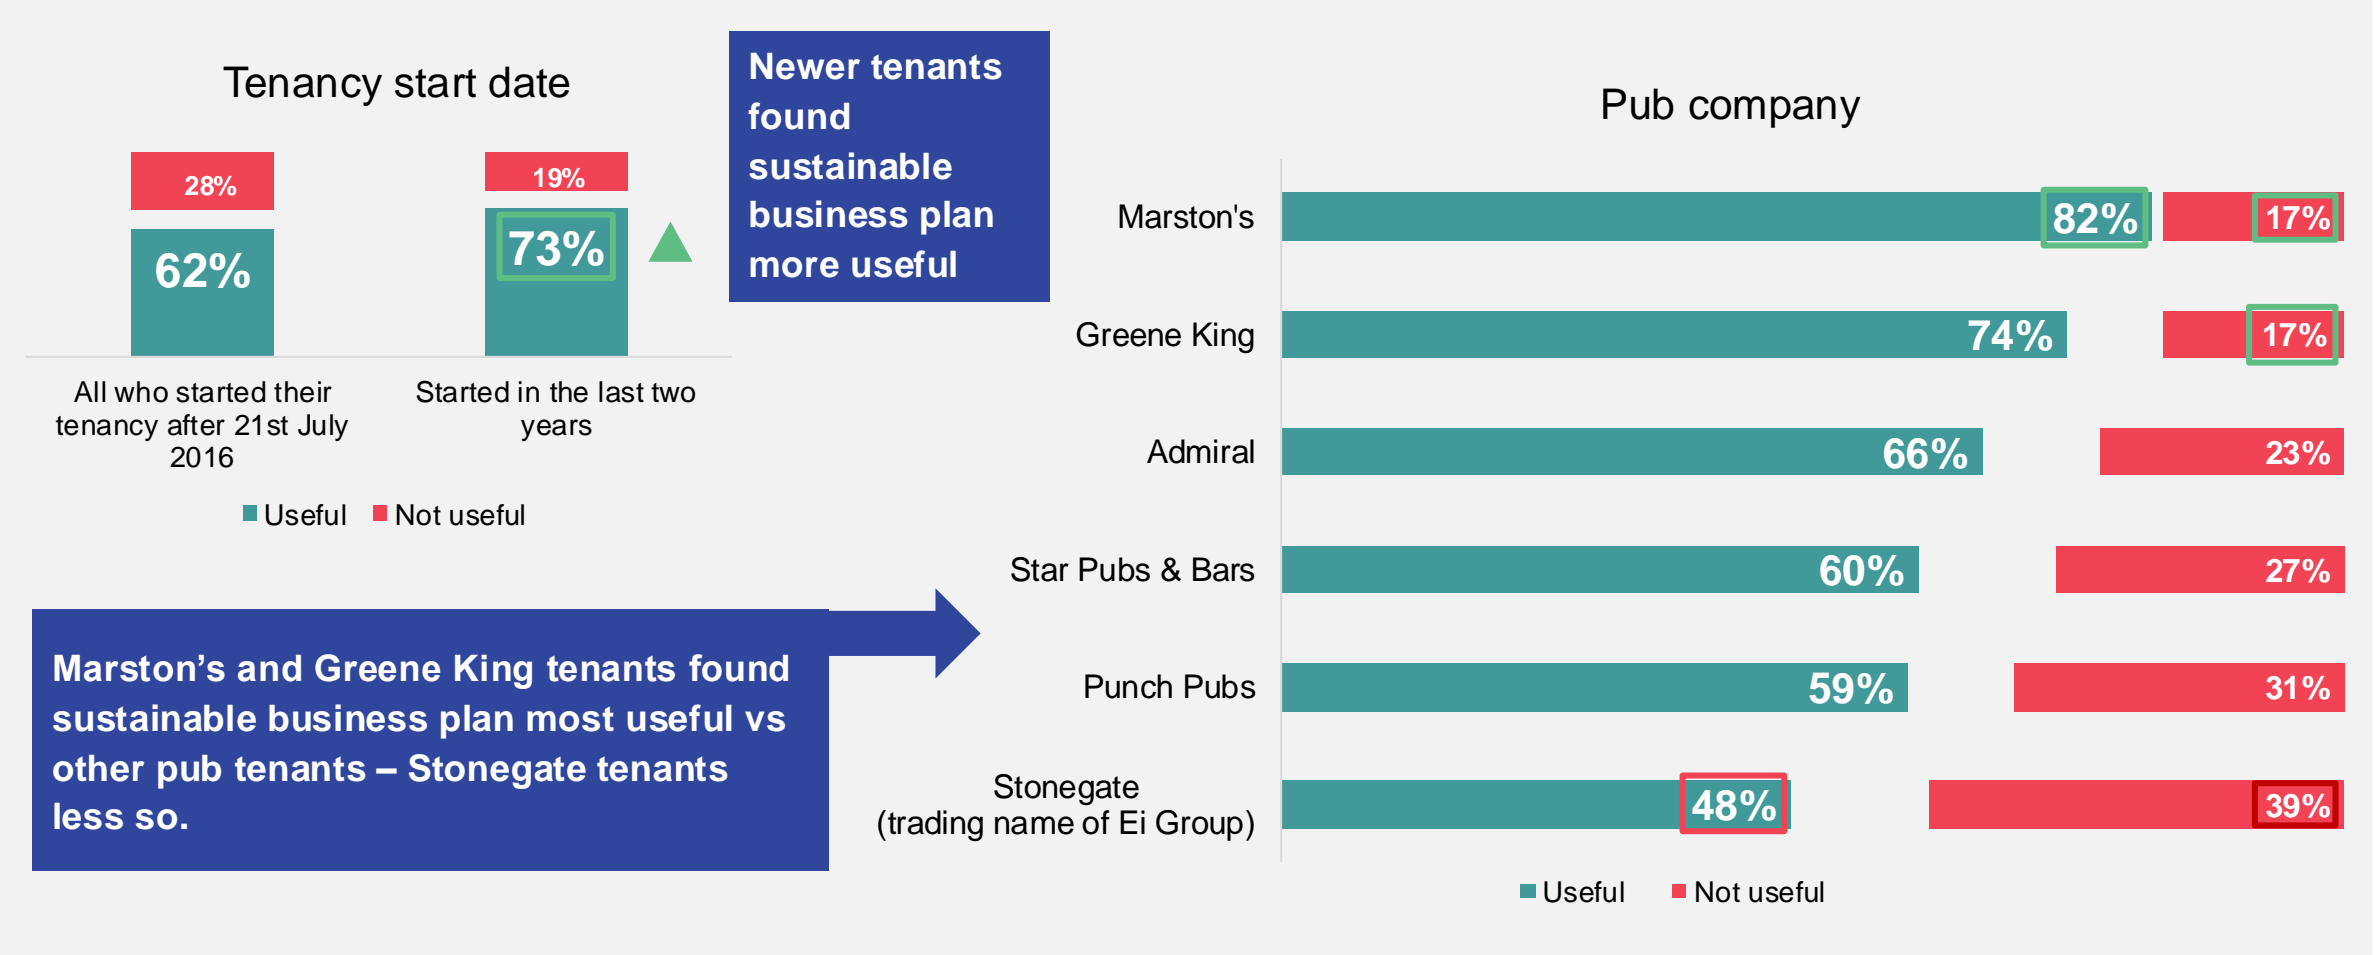 Tenancy start date
28%
19%
62%
73%
All who started their
tenancy after 21st July
2016
Started in the last two
years
Useful
Not useful
Newer tenants
found
sustainable
business plan
more useful
Marston’s and Greene King tenants found
sustainable business plan most useful vs
other pub tenants – Stonegate tenants
less so.
Pub company
Marston's
82%
17%
Greene King
74%
17%
Admiral
66%
23%
Star Pubs & Bars
60%
27%
Punch Pubs
59%
31%
Stonegate
(trading name of Ei Group)
48%
39%
Useful
Not useful